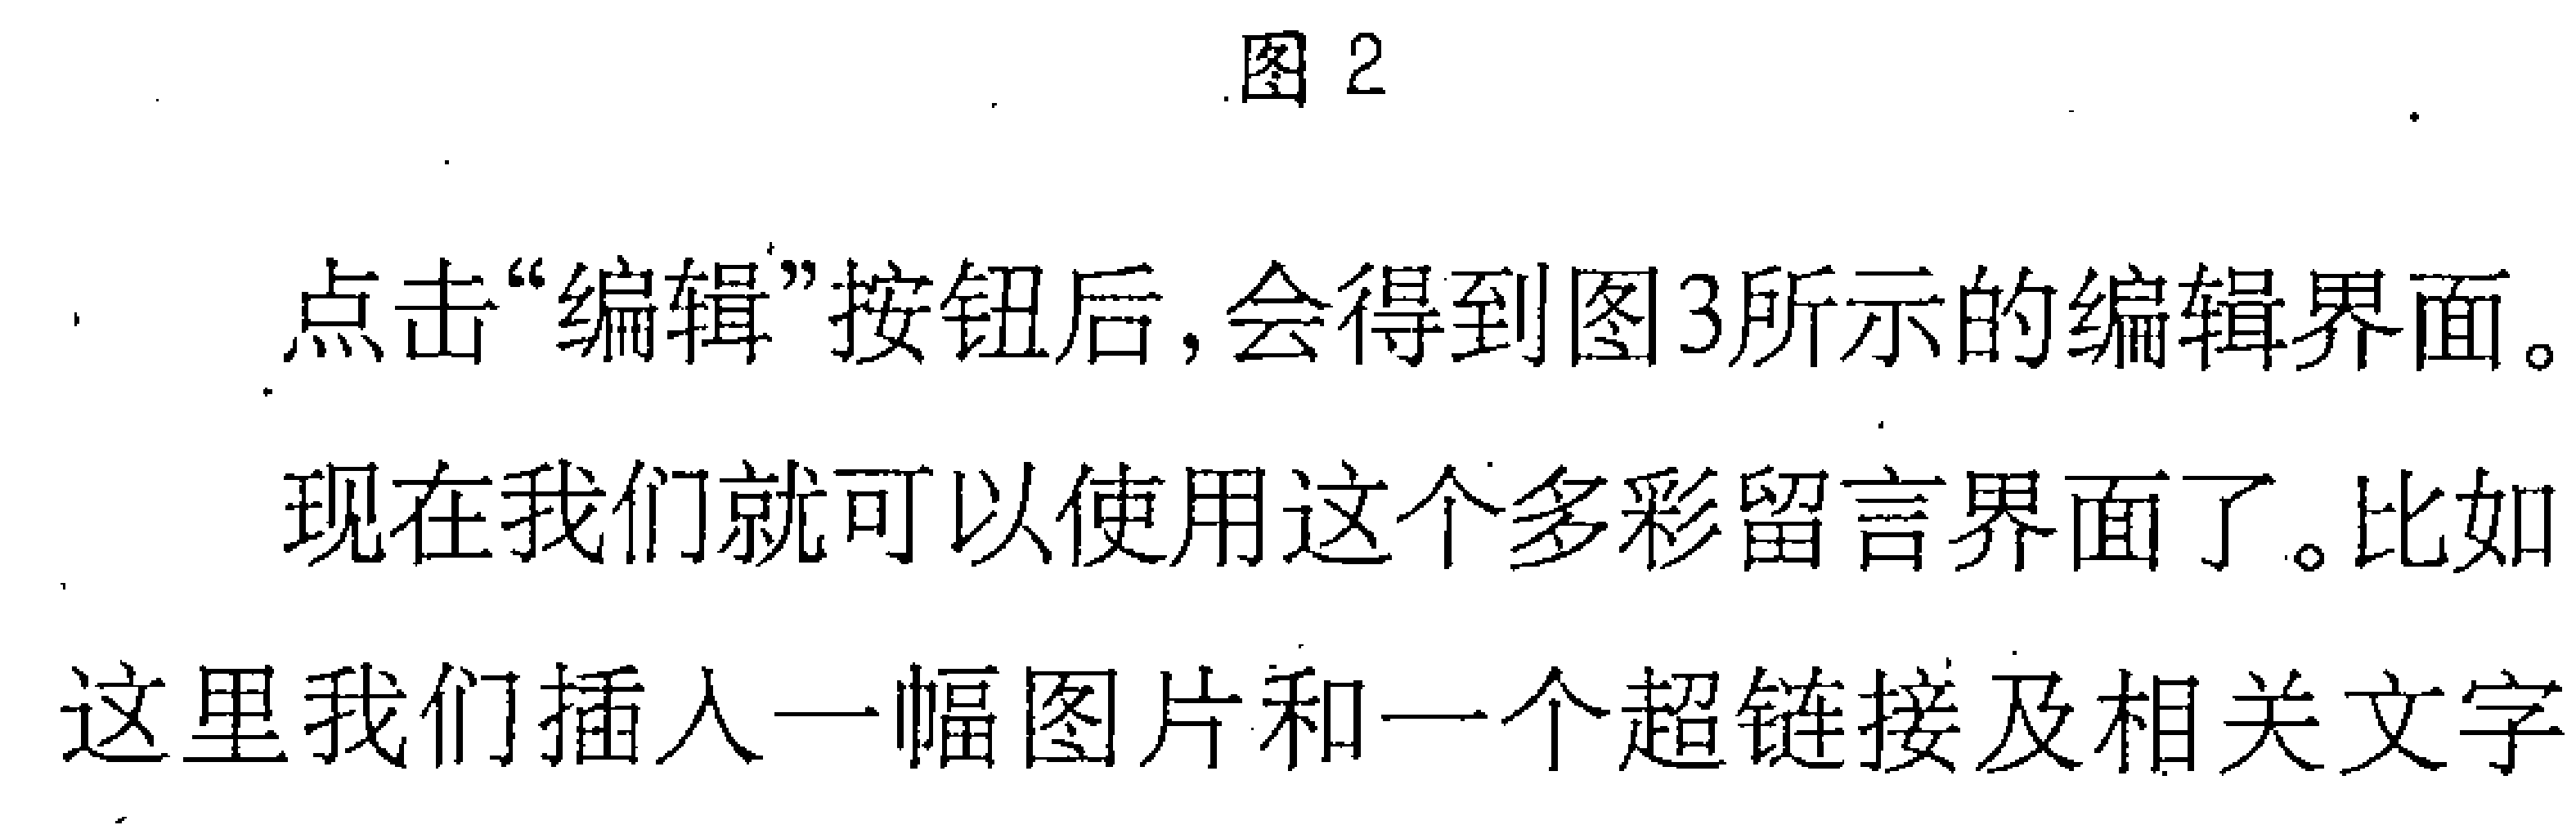 图 2
点击“编辑”按钮后,会得到图3所示的编辑界面。
现在我们就可以使用这个多彩留言界面了。比如
这里我们插入一幅图片和一个超链接及相关文字